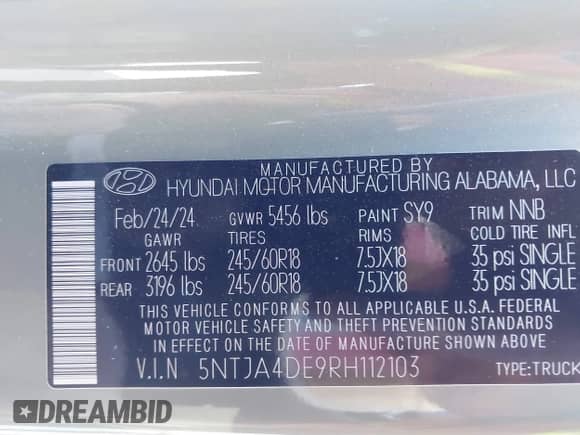 MANUFACTURED BY
HYUNDAI MOTOR MANUFACTURING ALABAMA, LLC
Feb/24/24 GVWR 5456 lbs PAINT SY9 TRIM NNB
GAWR TIRES RIMS COLD TIRE INFL
FRONT 2645 lbs 245/60R18 7.5JX18 35 psi SINGLE
REAR 3196 lbs 245/60R18 7.5JX18 35 psi SINGLE
THIS VEHICLE CONFORMS TO ALL APPLICABLE U.S.A. FEDERAL
MOTOR VEHICLE SAFETY AND THEFT PREVENTION STANDARDS
IN EFFECT ON THE DATE OF MANUFACTURE SHOWN ABOVE.
V.I.N 5NTJA4DE9RH112103 TYPE:TRUCK
DREAMBID